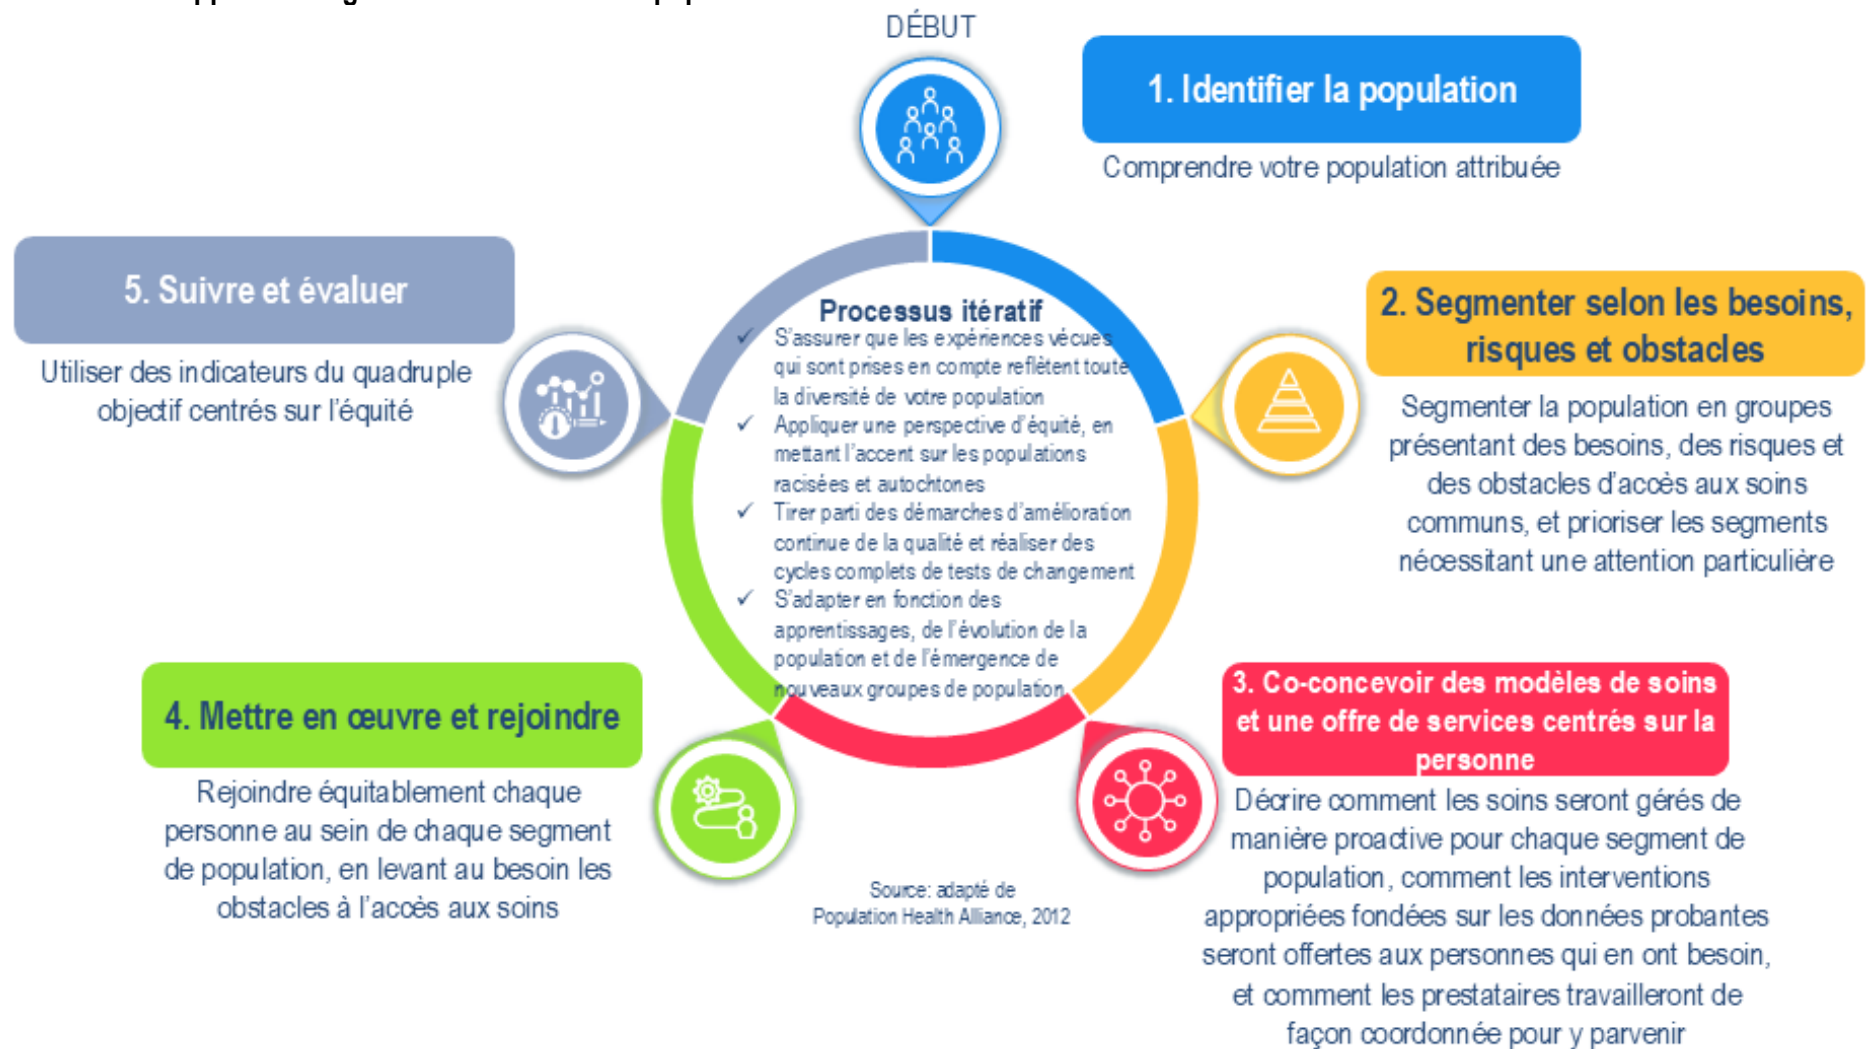 DÉBUT
1. Identifier la population
Comprendre votre population attribuée
2. Segmenter selon les besoins,
risques et obstacles
Segmenter la population en groupes
présentant des besoins, des risques et
des obstacles d’accès aux soins
communs, et prioriser les segments
nécessitant une attention particulière
3. Co-concevoir des modèles de soins
et une offre de services centrés sur la
personne
Décrire comment les soins seront gérés de
manière proactive pour chaque segment de
population, comment les interventions
appropriées fondées sur les données probantes
seront offertes aux personnes qui en ont besoin,
et comment les prestataires travailleront de
façon coordonnée pour y parvenir
4. Mettre en œuvre et rejoindre
Rejoindre équitablement chaque
personne au sein de chaque segment
de population, en levant au besoin les
obstacles à l’accès aux soins
5. Suivre et évaluer
Utiliser des indicateurs du quadruple
objectif centrés sur l’équité
Processus itératif
✓ S’assurer que les expériences vécues
qui sont prises en compte reflètent toute
la diversité de votre population
✓ Appliquer une perspective d’équité, en
mettant l’accent sur les populations
racisées et autochtones
✓ Tirer parti des démarches d’amélioration
continue de la qualité et réaliser des
cycles complets de tests de changement
✓ S’adapter en fonction des
apprentissages, de l’évolution de la
population et de l’émergence de
nouveaux groupes de population
Source: adapté de
Population Health Alliance, 2012